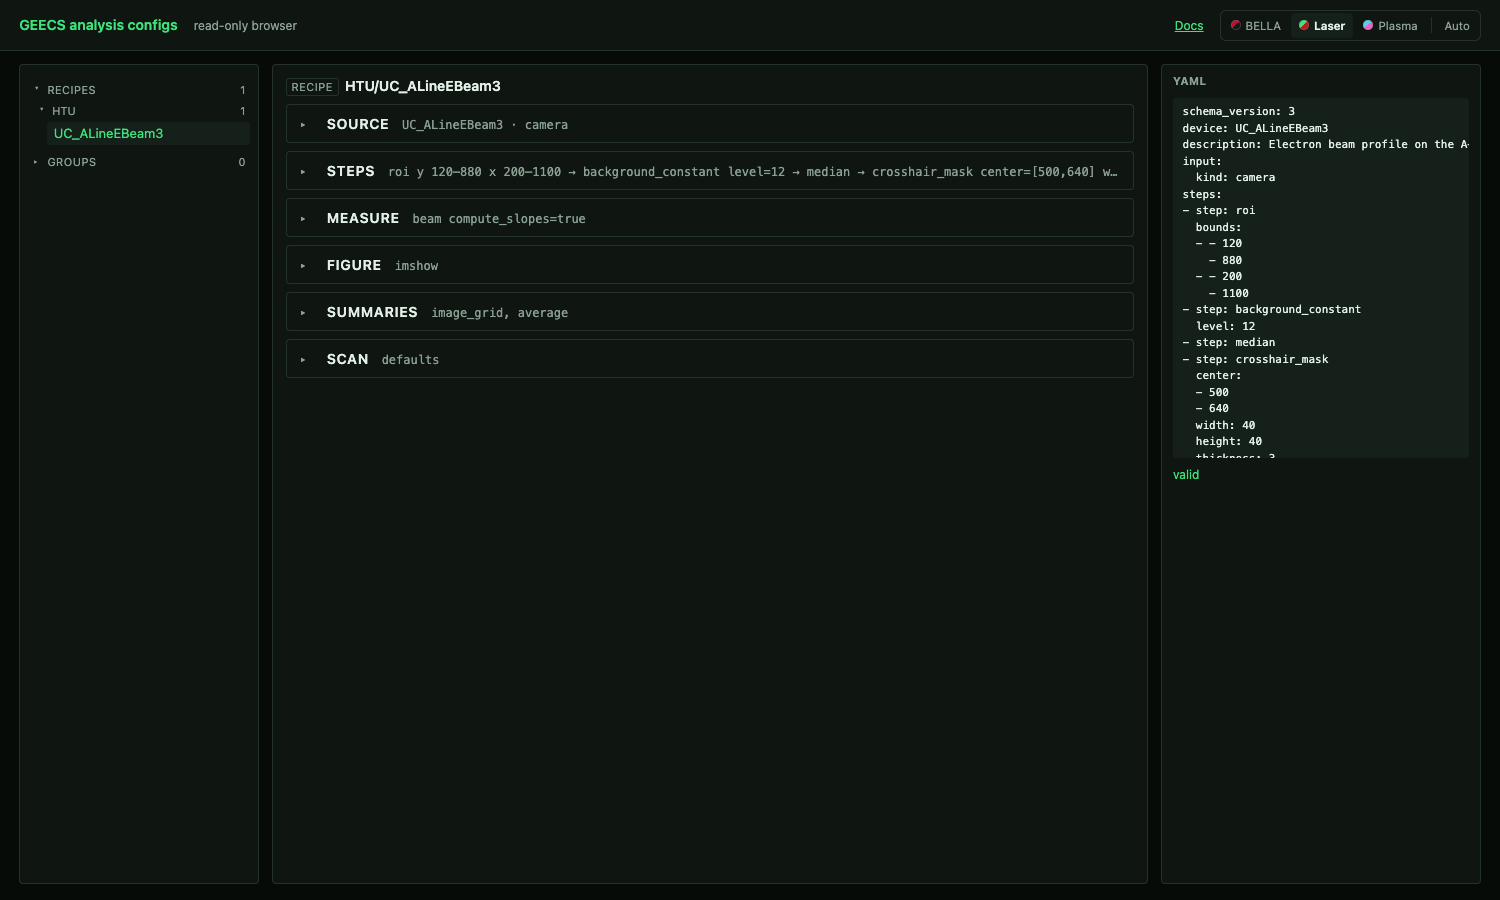 GEECS analysis configs read-only browser Docs BELLA Laser Plasma Auto
RECIPES 1
HTU 1
UC_ALineEBeam3
GROUPS 0
RECIPE HTU/UC_ALineEBeam3
SOURCE UC_ALineEBeam3 · camera
STEPS roi y 120–880 x 200–1100 → background_constant level=12 → median → crosshair_mask center=[500,640] w…
MEASURE beam compute_slopes=true
FIGURE imshow
SUMMARIES image_grid, average
SCAN defaults
YAML
schema_version: 3
device: UC_ALineEBeam3
description: Electron beam profile on the A-
input:
kind: camera
steps:
- step: roi
bounds:
- - 120
- 880
- - 200
- 1100
- step: background_constant
level: 12
- step: median
- step: crosshair_mask
center:
- 500
- 640
width: 40
height: 40
thickness: 3
valid